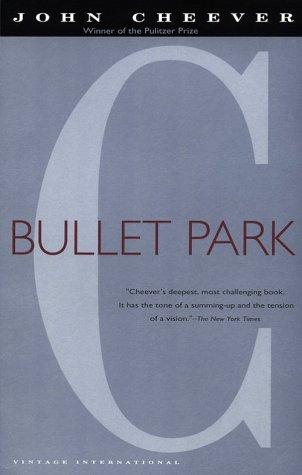 JOHN CHEEVER
Winner of the Pulitzer Prize
C
BULLET PARK
"Cheever's deepest, most challenging book.
It has the tone of a summing-up and the tension
of a vision."–The New York Times
VINTAGE INTERNATIONAL